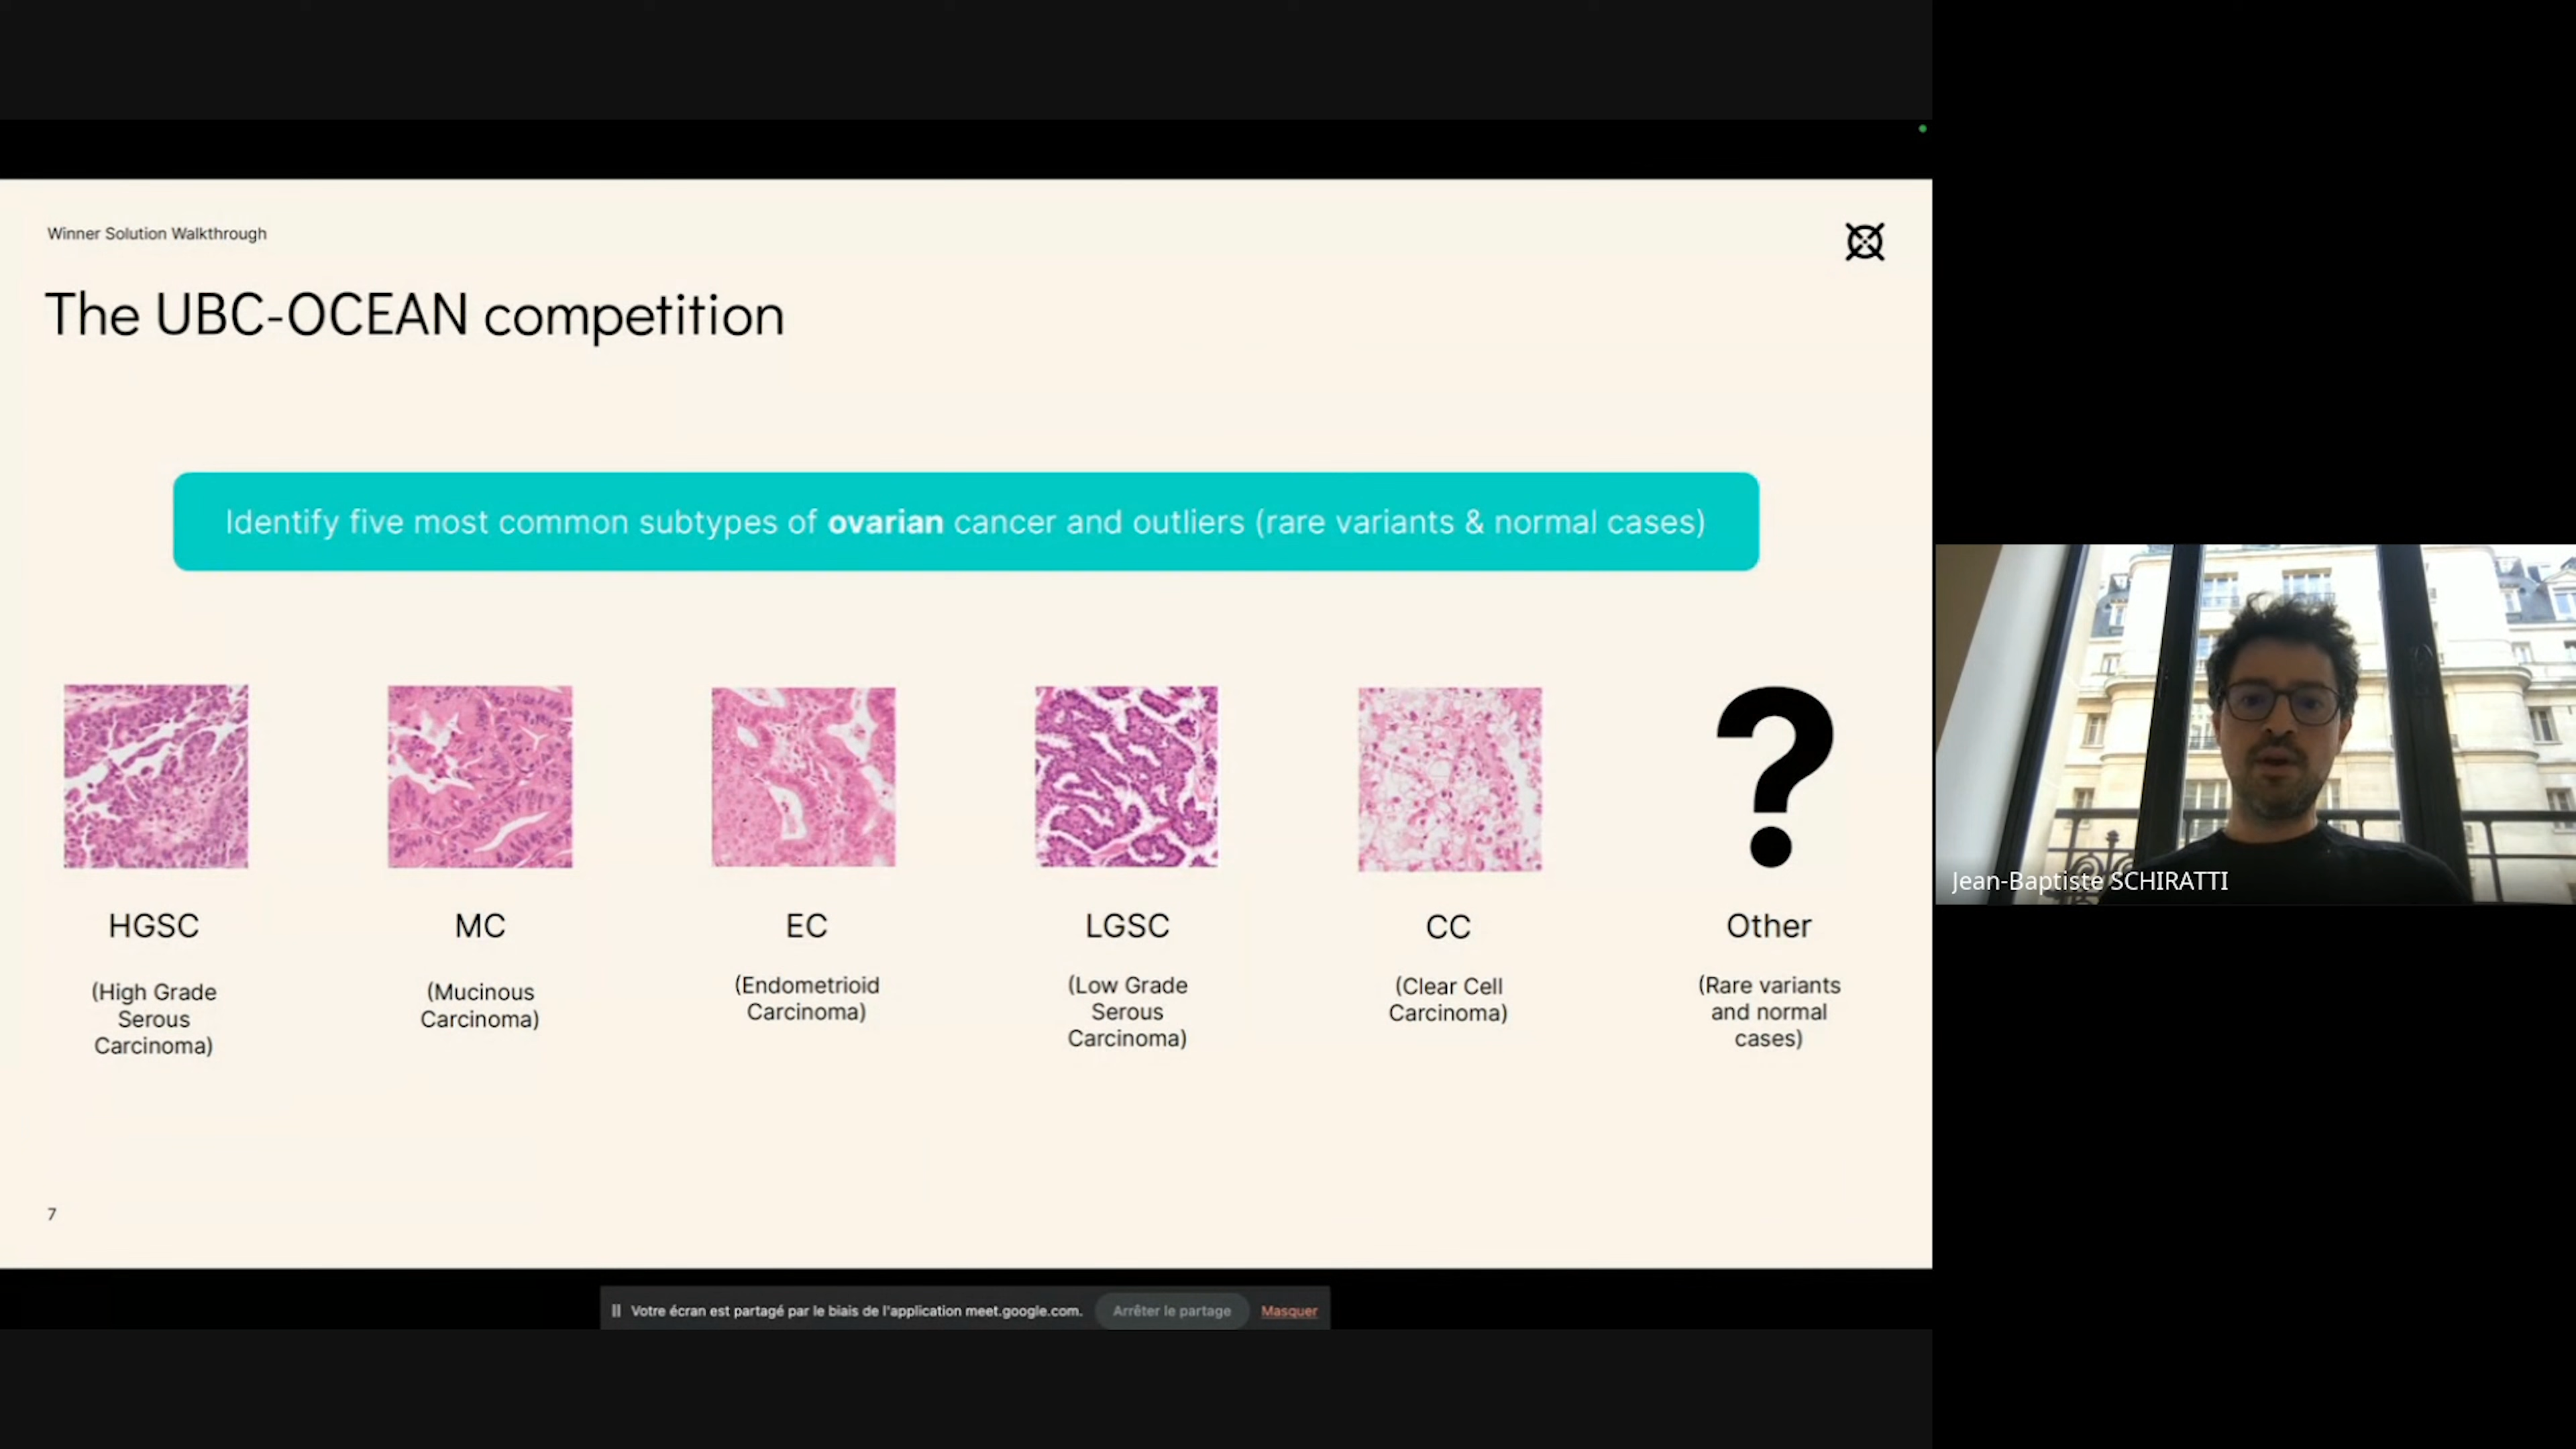 Winner Solution Walkthrough
The UBC-OCEAN competition
Identify five most common subtypes of ovarian cancer and outliers (rare variants & normal cases)
HGSC
(High Grade
Serous
Carcinoma)
MC
(Mucinous
Carcinoma)
EC
(Endometrioid
Carcinoma)
LGSC
(Low Grade
Serous
Carcinoma)
CC
(Clear Cell
Carcinoma)
?
Other
(Rare variants
and normal
cases)
7
Votre écran est partagé par le biais de l'application meet.google.com. Arrêter le partage Masquer
Jean-Baptiste SCHIRATTI